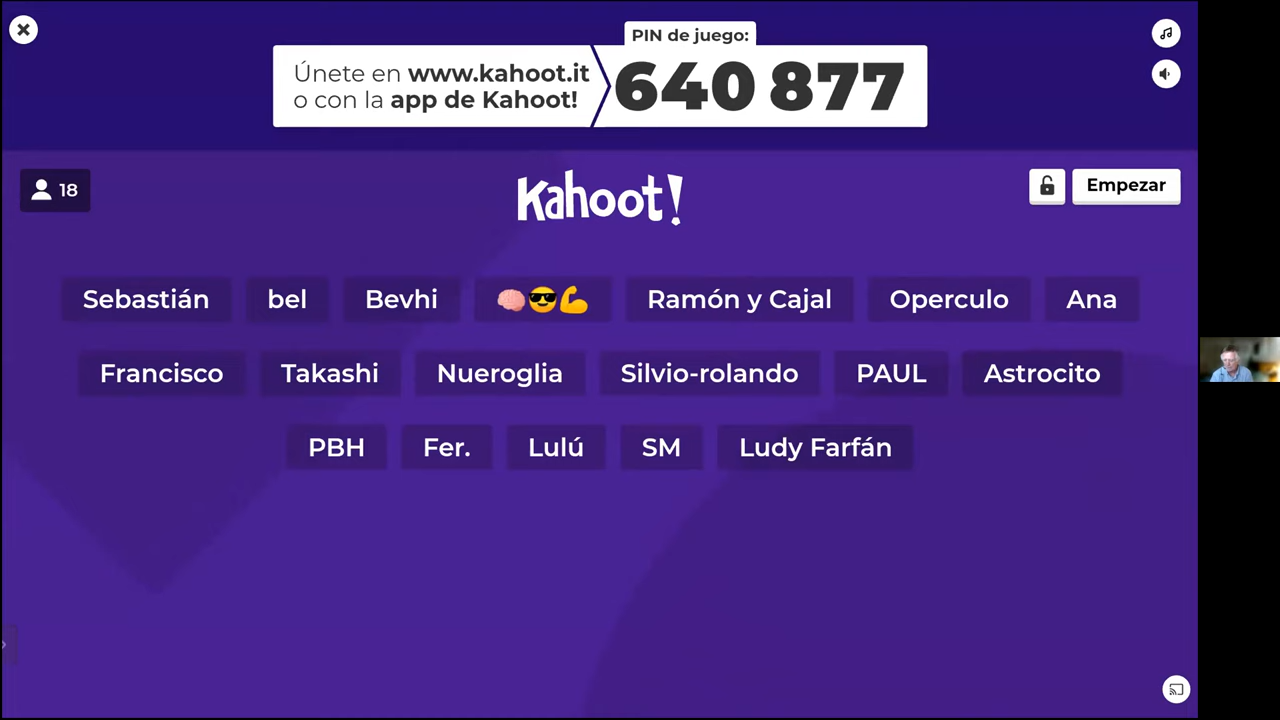 PIN de juego:
Únete en www.kahoot.it
o con la app de Kahoot!
640 877
18
Kahoot!
Empezar
Sebastián bel Bevhi 🧠😎💪 Ramón y Cajal Operculo Ana
Francisco Takashi Nueroglia Silvio-rolando PAUL Astrocito
PBH Fer. Lulú SM Ludy Farfán